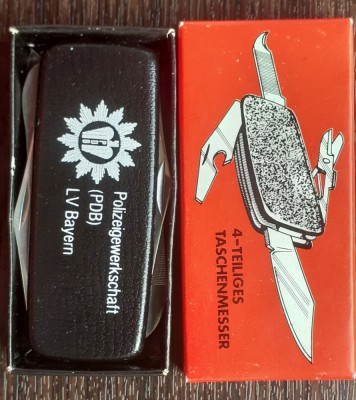 Polizeigewerkschaft
(PDB)
LV Bayern
4-TEILIGES
TASCHENMESSER